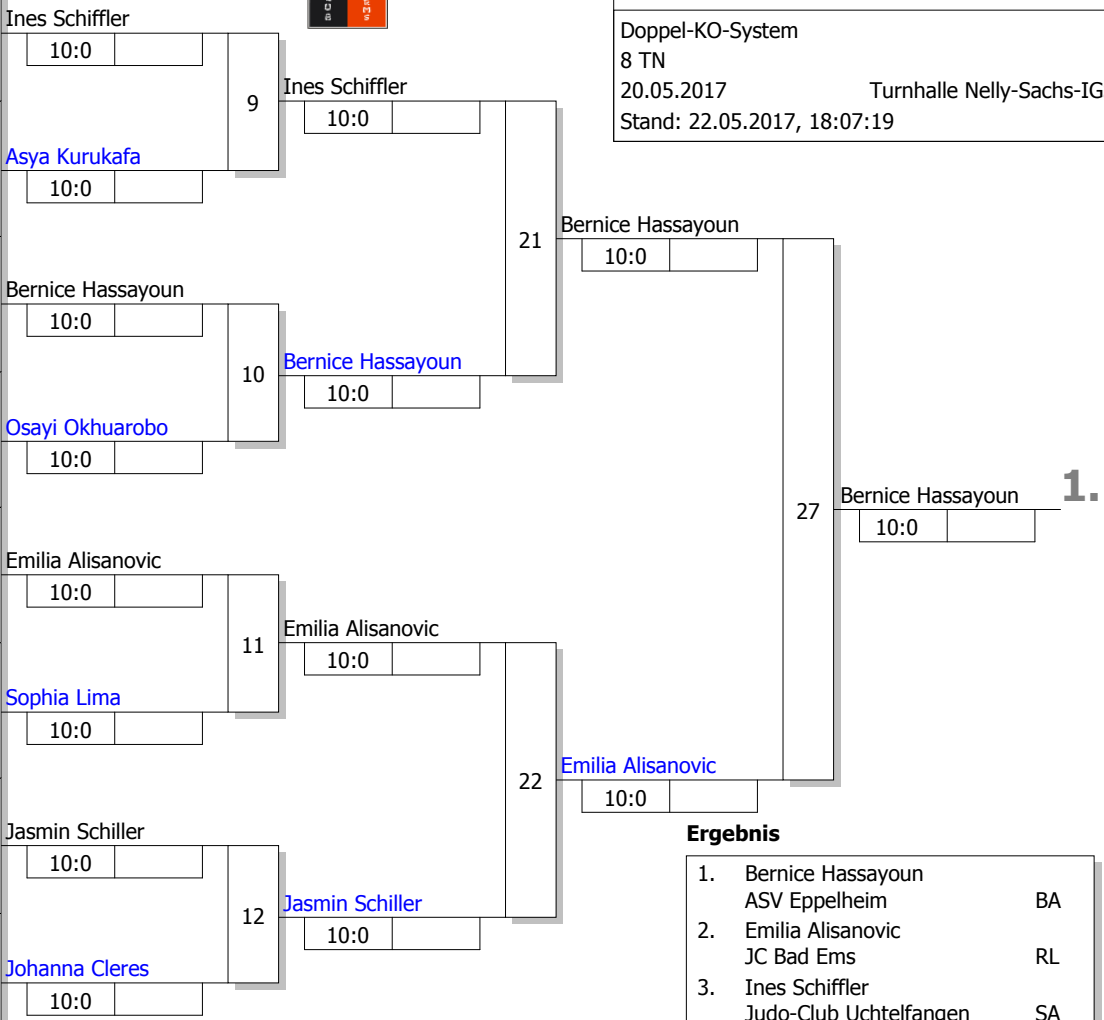 Doppel-KO-System
8 TN
20.05.2017 Turnhalle Nelly-Sachs-IG
Stand: 22.05.2017, 18:07:19
Ines Schiffler
10:0
9
Asya Kurukafa
10:0
Bernice Hassayoun
10:0
10
Osayi Okhuarobo
10:0
Emilia Alisanovic
10:0
11
Sophia Lima
10:0
Jasmin Schiller
10:0
12
Johanna Cleres
10:0
Ines Schiffler
10:0
21
Bernice Hassayoun
10:0
Emilia Alisanovic
10:0
22
Jasmin Schiller
10:0
Bernice Hassayoun
10:0
27
Emilia Alisanovic
10:0
Bernice Hassayoun 1.
10:0
Ergebnis
1. Bernice Hassayoun
ASV Eppelheim BA
2. Emilia Alisanovic
JC Bad Ems RL
3. Ines Schiffler
Judo-Club Uchtelfangen SA